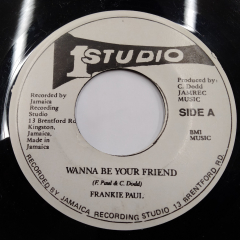 1 STUDIO
Recorded by
Jamaica
Recording
Studio
13 Brentford Rd
Kingston,
Jamaica.
Made in
Jamaica
Produced by:
C. Dodd
JAMREC
MUSIC
SIDE A
BMI
MUSIC
WANNA BE YOUR FRIEND
(F. Paul & C. Dodd)
FRANKIE PAUL
RECORDED BY JAMAICA RECORDING STUDIO 13 BRENTFORD RD.